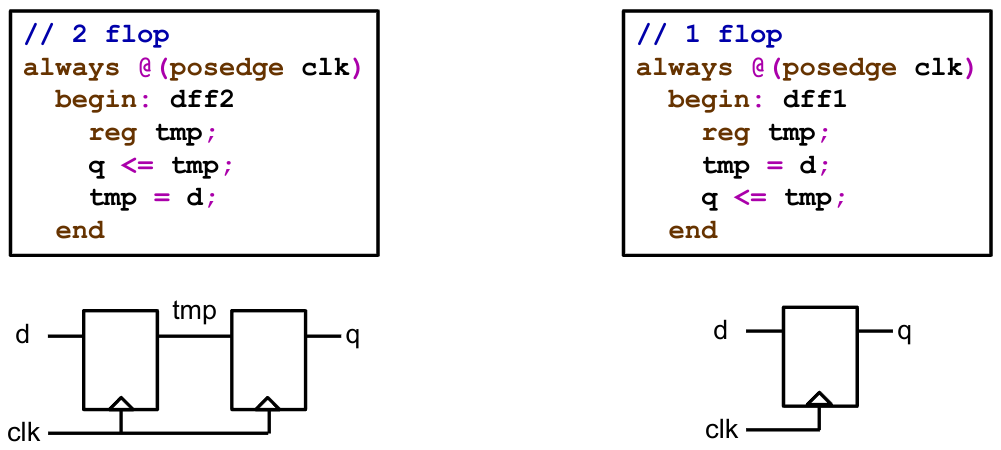 // 2 flop
always @(posedge clk)
begin: dff2
reg tmp;
q <= tmp;
tmp = d;
end
// 1 flop
always @(posedge clk)
begin: dff1
reg tmp;
tmp = d;
q <= tmp;
end
d
tmp
q
clk
d
q
clk